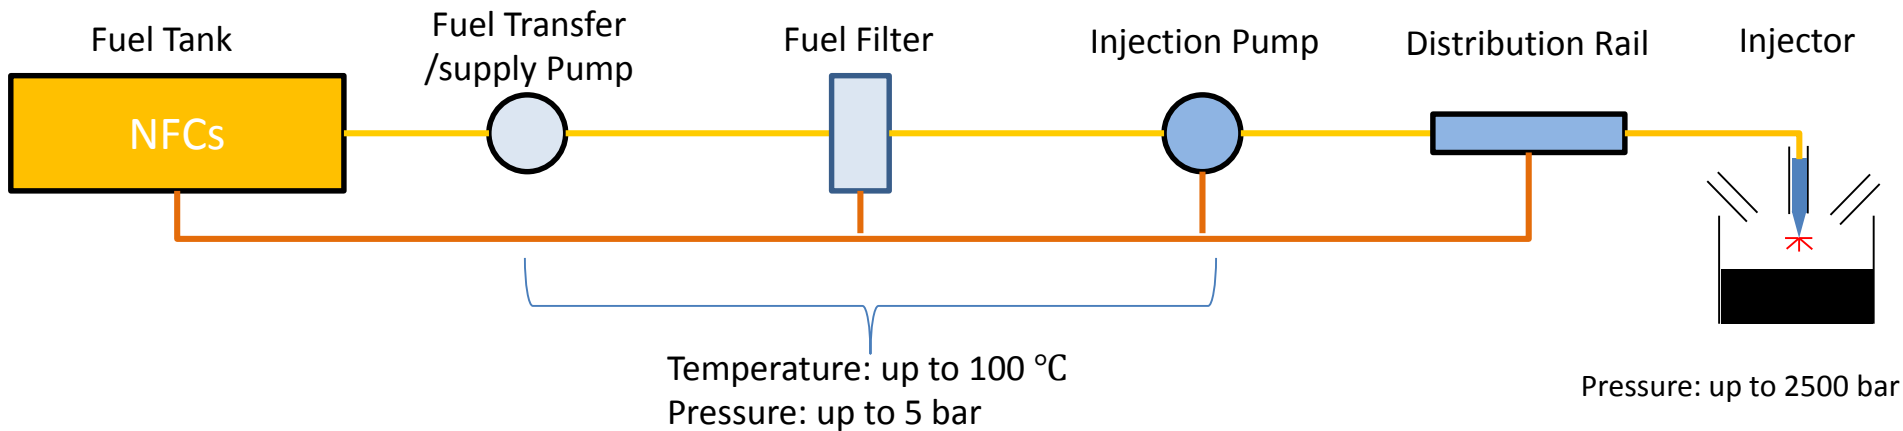 Fuel Tank
Fuel Transfer
/supply Pump
Fuel Filter
Injection Pump
Distribution Rail
Injector
NFCs
Temperature: up to 100 ℃
Pressure: up to 5 bar
Pressure: up to 2500 bar